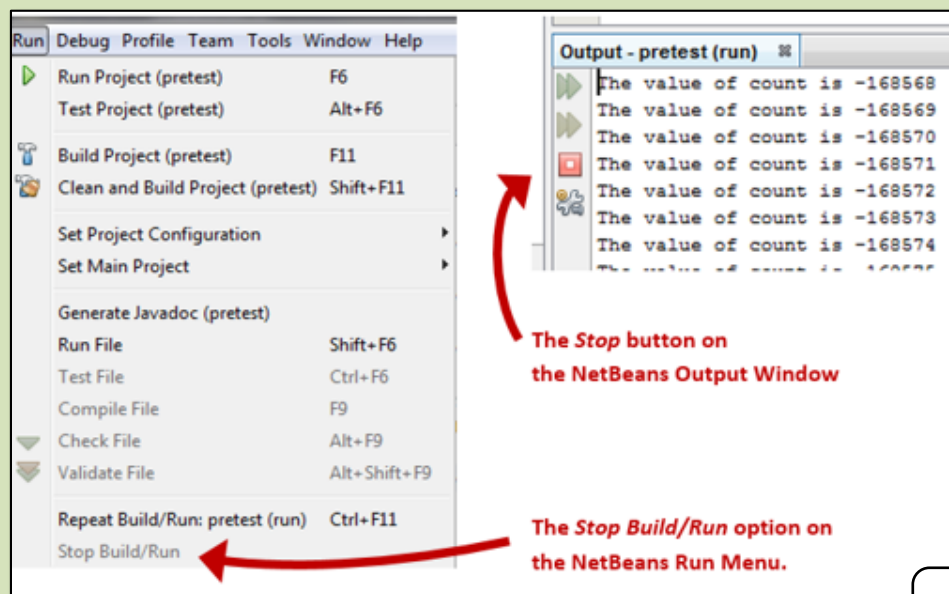 Run Debug Profile Team Tools Window Help
Run Project (pretest) F6
Test Project (pretest) Alt+F6
Build Project (pretest) F11
Clean and Build Project (pretest) Shift+F11
Set Project Configuration
Set Main Project
Generate Javadoc (pretest)
Run File Shift+F6
Test File Ctrl+F6
Compile File F9
Check File Alt+F9
Validate File Alt+Shift+F9
Repeat Build/Run: pretest (run) Ctrl+F11
Stop Build/Run
Output - pretest (run)
The value of count is -168568
The value of count is -168569
The value of count is -168570
The value of count is -168571
The value of count is -168572
The value of count is -168573
The value of count is -168574
The Stop button on
the NetBeans Output Window
The Stop Build/Run option on
the NetBeans Run Menu.